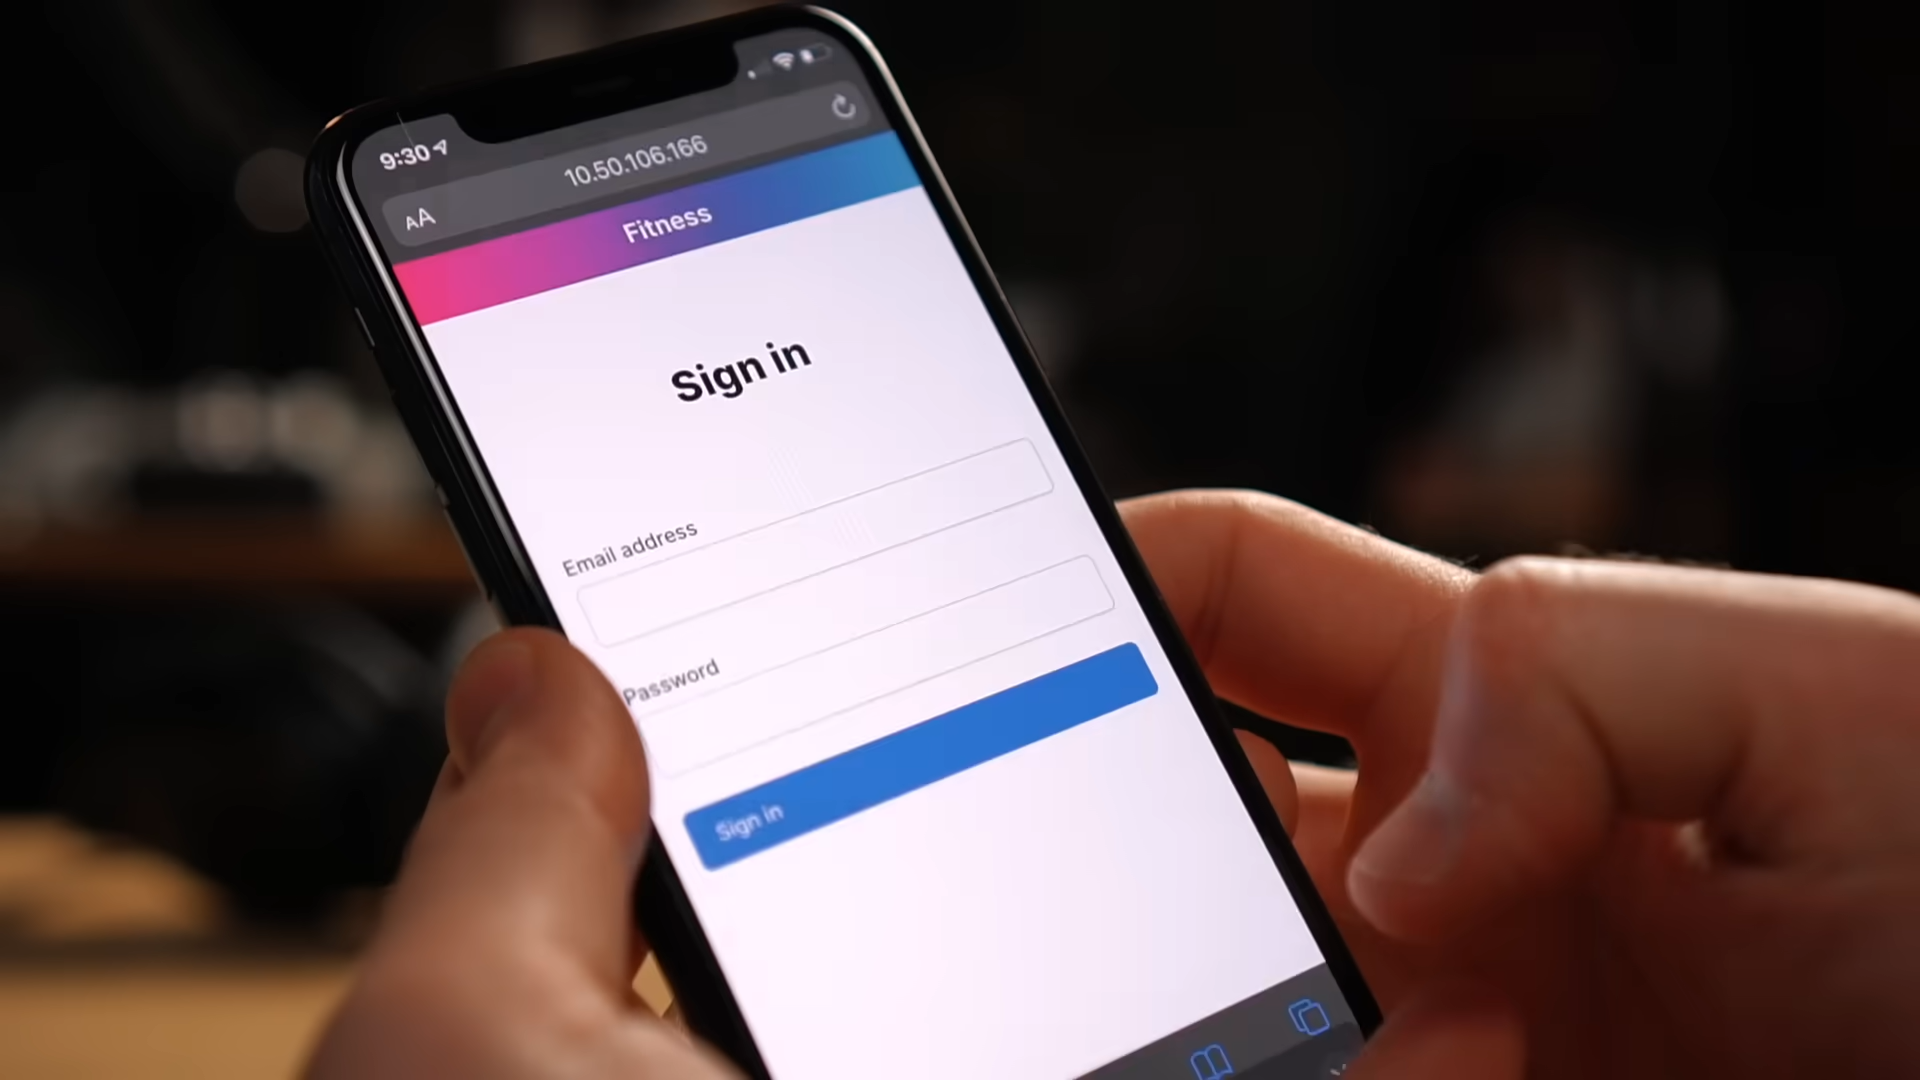 9:30
AA
10.50.106.166
Fitness
Sign in
Email address
Password
Sign in